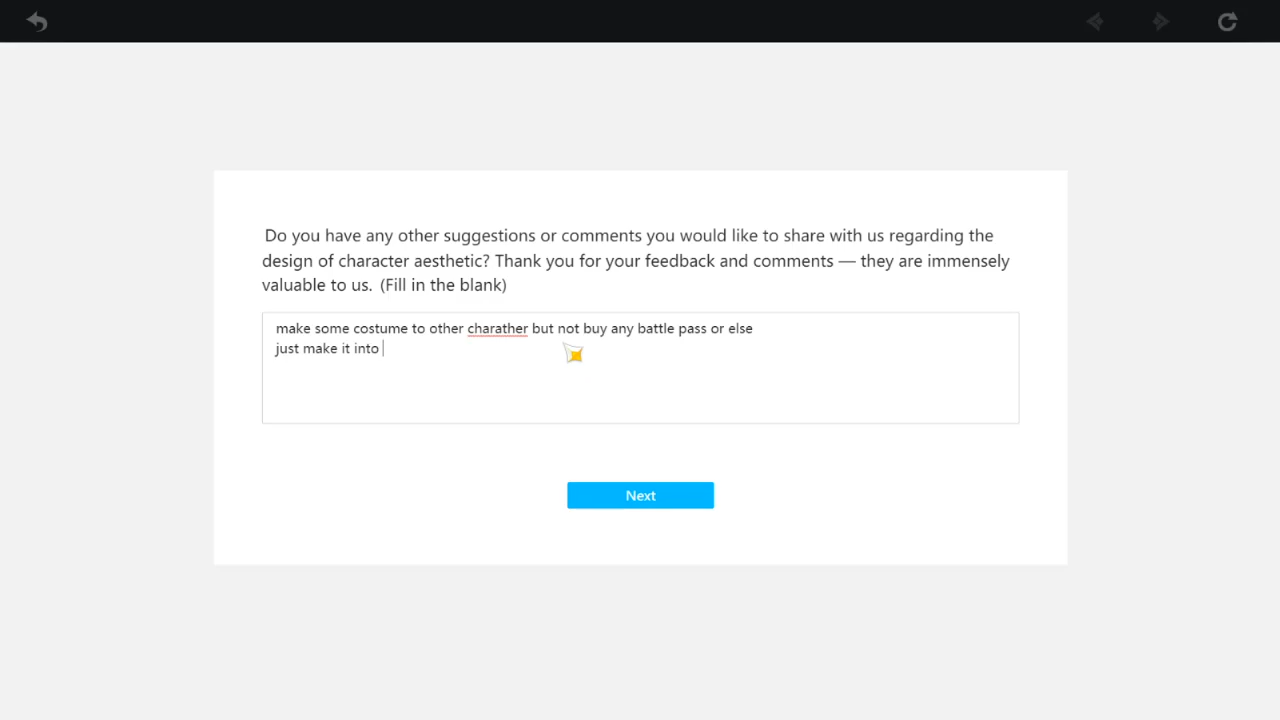 Do you have any other suggestions or comments you would like to share with us regarding the
design of character aesthetic? Thank you for your feedback and comments — they are immensely
valuable to us. (Fill in the blank)
make some costume to other charather but not buy any battle pass or else
just make it into
Next